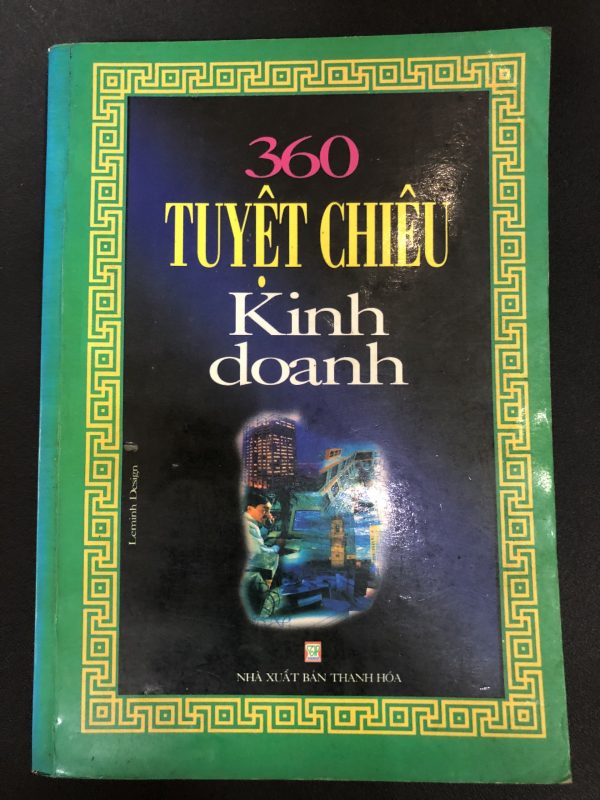 360
TUYỆT CHIÊU
Kinh
doanh
Leminh Design
NHÀ XUẤT BẢN THANH HÓA